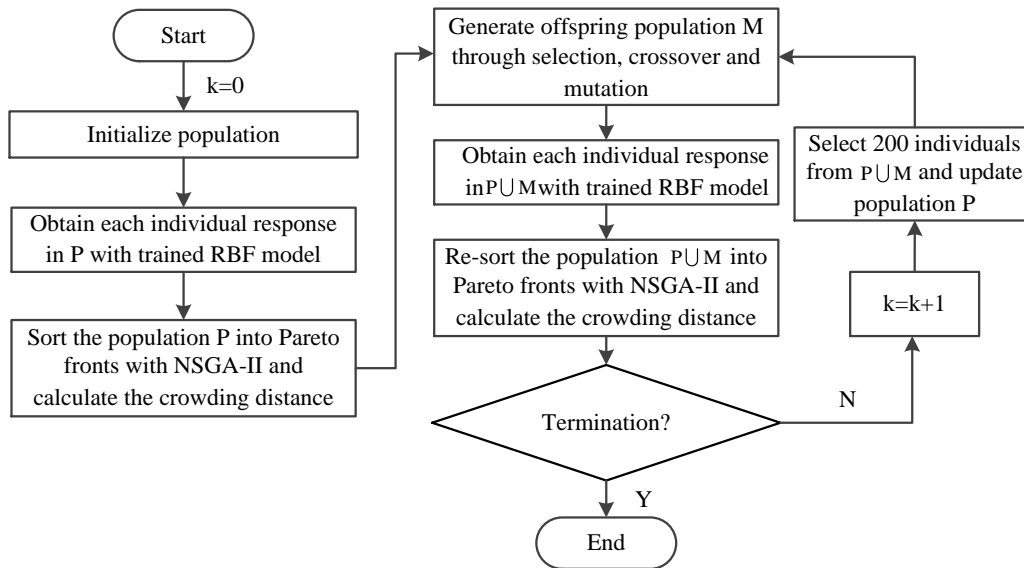 Start
k=0
Initialize population
Obtain each individual response
in P with trained RBF model
Sort the population P into Pareto
fronts with NSGA-II and
calculate the crowding distance
Generate offspring population M
through selection, crossover and
mutation
Obtain each individual response
in P⋃M with trained RBF model
Re-sort the population P⋃M into
Pareto fronts with NSGA-II and
calculate the crowding distance
Termination?
N
Y
End
k=k+1
Select 200 individuals
from P⋃M and update
population P